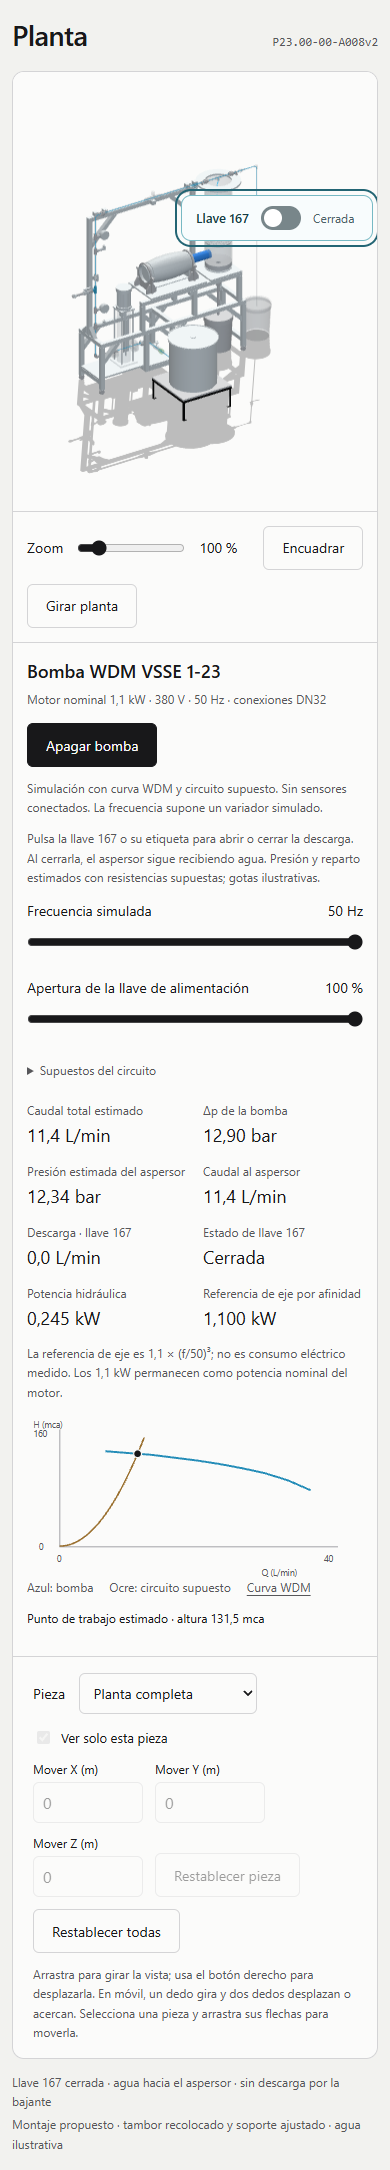 Planta
P23.00-00-A008v2
Llave 167 Cerrada
Zoom 100 % Encuadrar
Girar planta
Bomba WDM VSSE 1-23
Motor nominal 1,1 kW · 380 V · 50 Hz · conexiones DN32
Apagar bomba
Simulación con curva WDM y circuito supuesto. Sin sensores
conectados. La frecuencia supone un variador simulado.
Pulsa la llave 167 o su etiqueta para abrir o cerrar la descarga.
Al cerrarla, el aspersor sigue recibiendo agua. Presión y reparto
estimados con resistencias supuestas; gotas ilustrativas.
Frecuencia simulada 50 Hz
Apertura de la llave de alimentación 100 %
Supuestos del circuito
Caudal total estimado
11,4 L/min
Δp de la bomba
12,90 bar
Presión estimada del aspersor
12,34 bar
Caudal al aspersor
11,4 L/min
Descarga · llave 167
0,0 L/min
Estado de llave 167
Cerrada
Potencia hidráulica
0,245 kW
Referencia de eje por afinidad
1,100 kW
La referencia de eje es 1,1 × (f/50)³; no es consumo eléctrico
medido. Los 1,1 kW permanecen como potencia nominal del
motor.
H (mca)
160
0
0 40
Q (L/min)
Azul: bomba Ocre: circuito supuesto Curva WDM
Punto de trabajo estimado · altura 131,5 mca
Pieza Planta completa
Ver solo esta pieza
Mover X (m)
0
Mover Y (m)
0
Mover Z (m)
0
Restablecer pieza
Restablecer todas
Arrastra para girar la vista; usa el botón derecho para
desplazarla. En móvil, un dedo gira y dos dedos desplazan o
acercan. Selecciona una pieza y arrastra sus flechas para
moverla.
Llave 167 cerrada · agua hacia el aspersor · sin descarga por la
bajante
Montaje propuesto · tambor recolocado y soporte ajustado · agua
ilustrativa